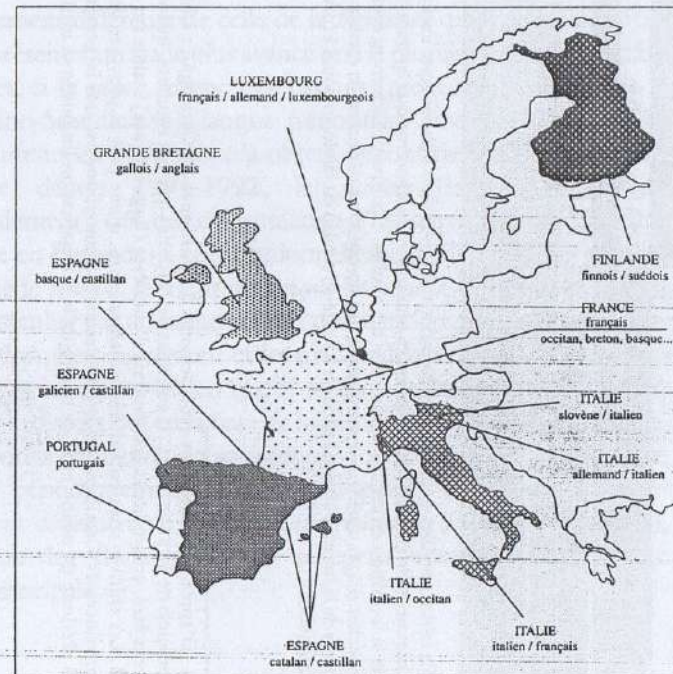 LUXEMBOURG
français / allemand / luxembourgeois
GRANDE BRETAGNE
gallois / anglais
ESPAGNE
basque / castillan
FINLANDE
finnois / suédois
FRANCE
français
occitan, breton, basque...
ESPAGNE
galicien / castillan
ITALIE
slovène / italien
PORTUGAL
portugais
ITALIE
allemand / italien
ITALIE
italien / occitan
ITALIE
italien / français
ESPAGNE
catalan / castillan